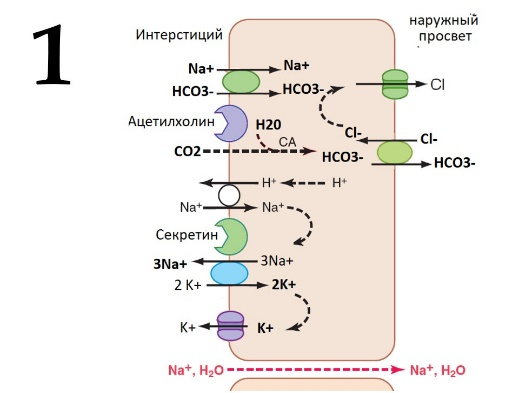 1
Интерстиций
наружный
просвет
Na+ Na+
HCO3- HCO3-
Cl
Ацетилхолин
H20
CA
CO2
Cl- Cl-
HCO3- HCO3-
H⁺ H⁺
Na⁺ Na⁺
Секретин
3Na+ 3Na+
2 K+ 2K+
K+ K+
Na⁺, H₂O Na⁺, H₂O